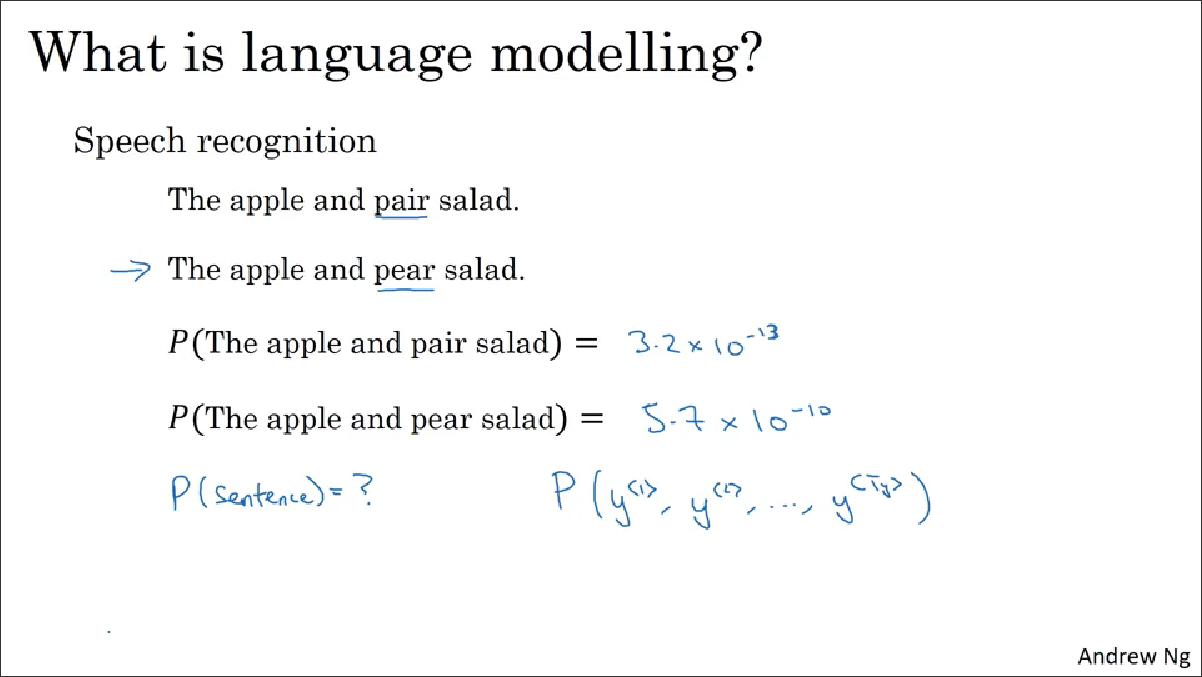 What is language modelling?
Speech recognition
The apple and pair salad.
→ The apple and pear salad.
P(The apple and pair salad) = 3.2 × 10⁻¹³
P(The apple and pear salad) = 5.7 × 10⁻¹⁰
P(sentence) = ? P(y^<1>, y^<2>, ..., y^<Ty>)
Andrew Ng